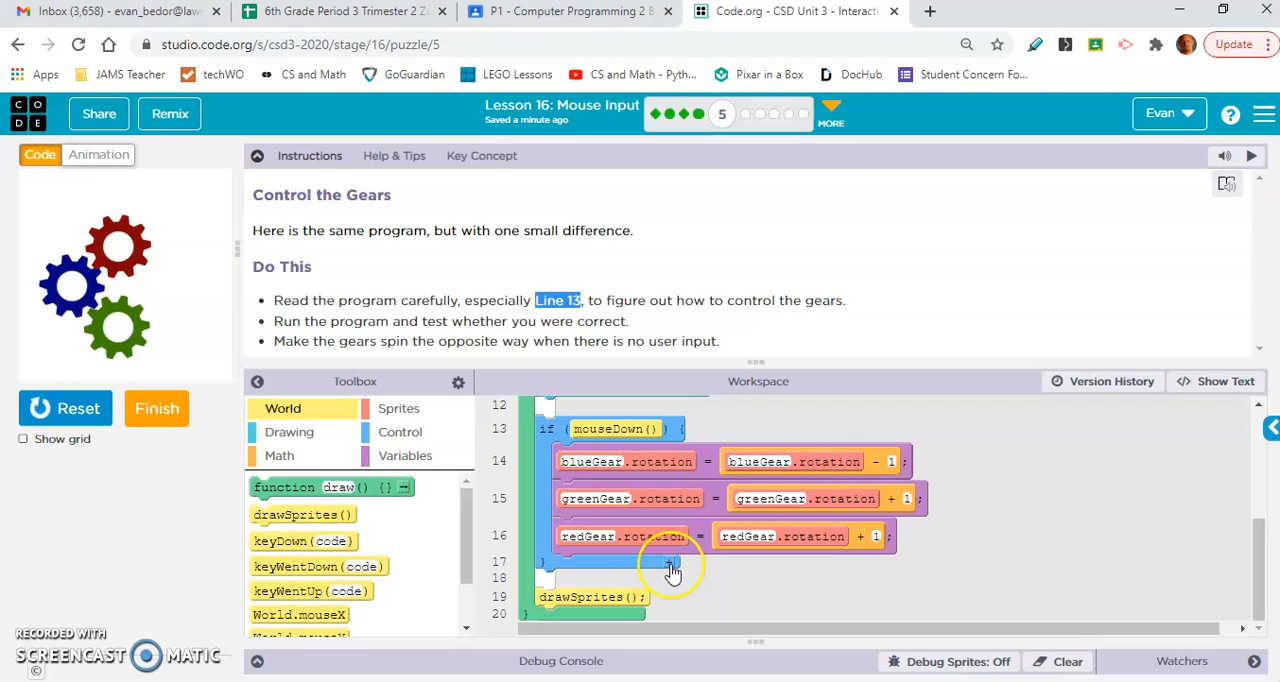 Inbox (3,658) - evan_bedor@law
6th Grade Period 3 Trimester 2 Z
P1 - Computer Programming 2 B
Code.org - CSD Unit 3 - Interacti
studio.code.org/s/csd3-2020/stage/16/puzzle/5
Update
Apps
JAMS Teacher
techWO
CS and Math
GoGuardian
LEGO Lessons
CS and Math - Pyth...
Pixar in a Box
DocHub
Student Concern Fo...
C O
D E
Share
Remix
Lesson 16: Mouse Input
Saved a minute ago
5
MORE
Evan
Code
Animation
Instructions
Help & Tips
Key Concept
Control the Gears
Here is the same program, but with one small difference.
Do This
• Read the program carefully, especially Line 13, to figure out how to control the gears.
• Run the program and test whether you were correct.
• Make the gears spin the opposite way when there is no user input.
Toolbox
Workspace
Version History
</> Show Text
Reset
Finish
Show grid
World
Sprites
Drawing
Control
Math
Variables
function draw() {}
drawSprites()
keyDown(code)
keyWentDown(code)
keyWentUp(code)
World.mouseX
12
13 if (mouseDown()) {
14 blueGear.rotation = blueGear.rotation - 1;
15 greenGear.rotation = greenGear.rotation + 1;
16 redGear.rotation = redGear.rotation + 1;
17 } +
18
19 drawSprites();
20 }
RECORDED WITH
SCREENCAST MATIC
©
Debug Console
Debug Sprites: Off
Clear
Watchers